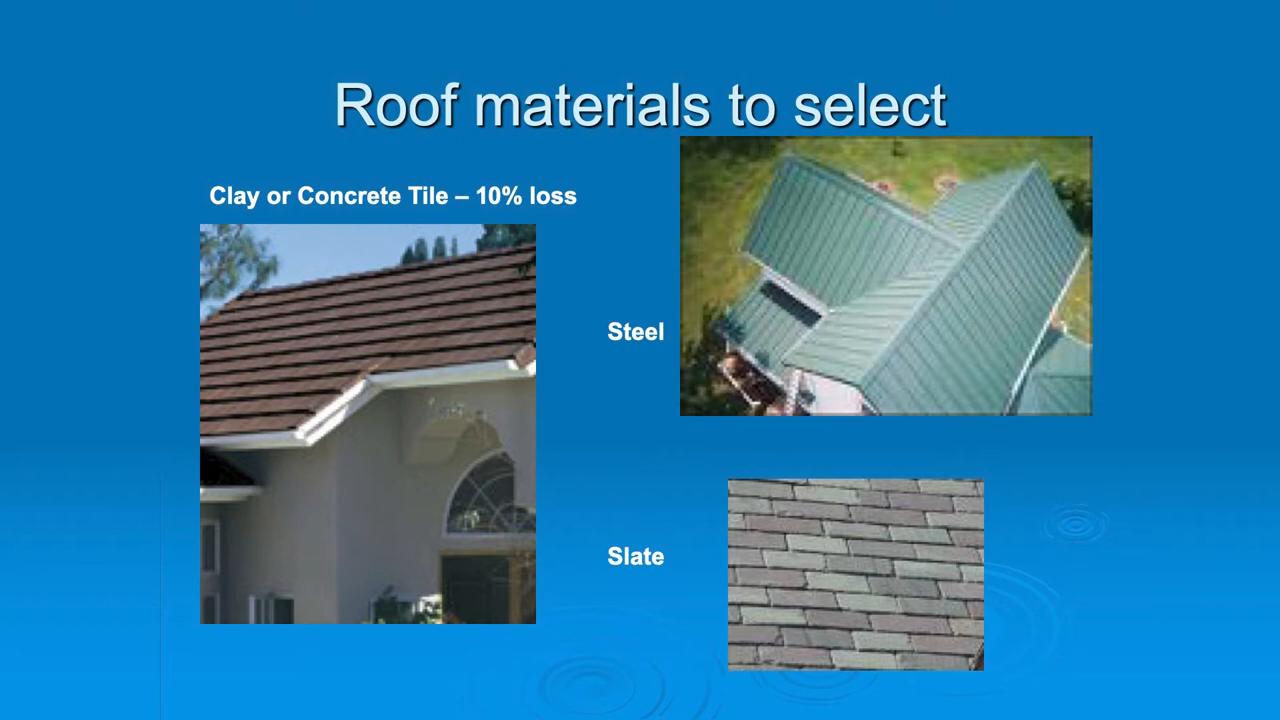 Roof materials to select
Clay or Concrete Tile – 10% loss
Steel
Slate